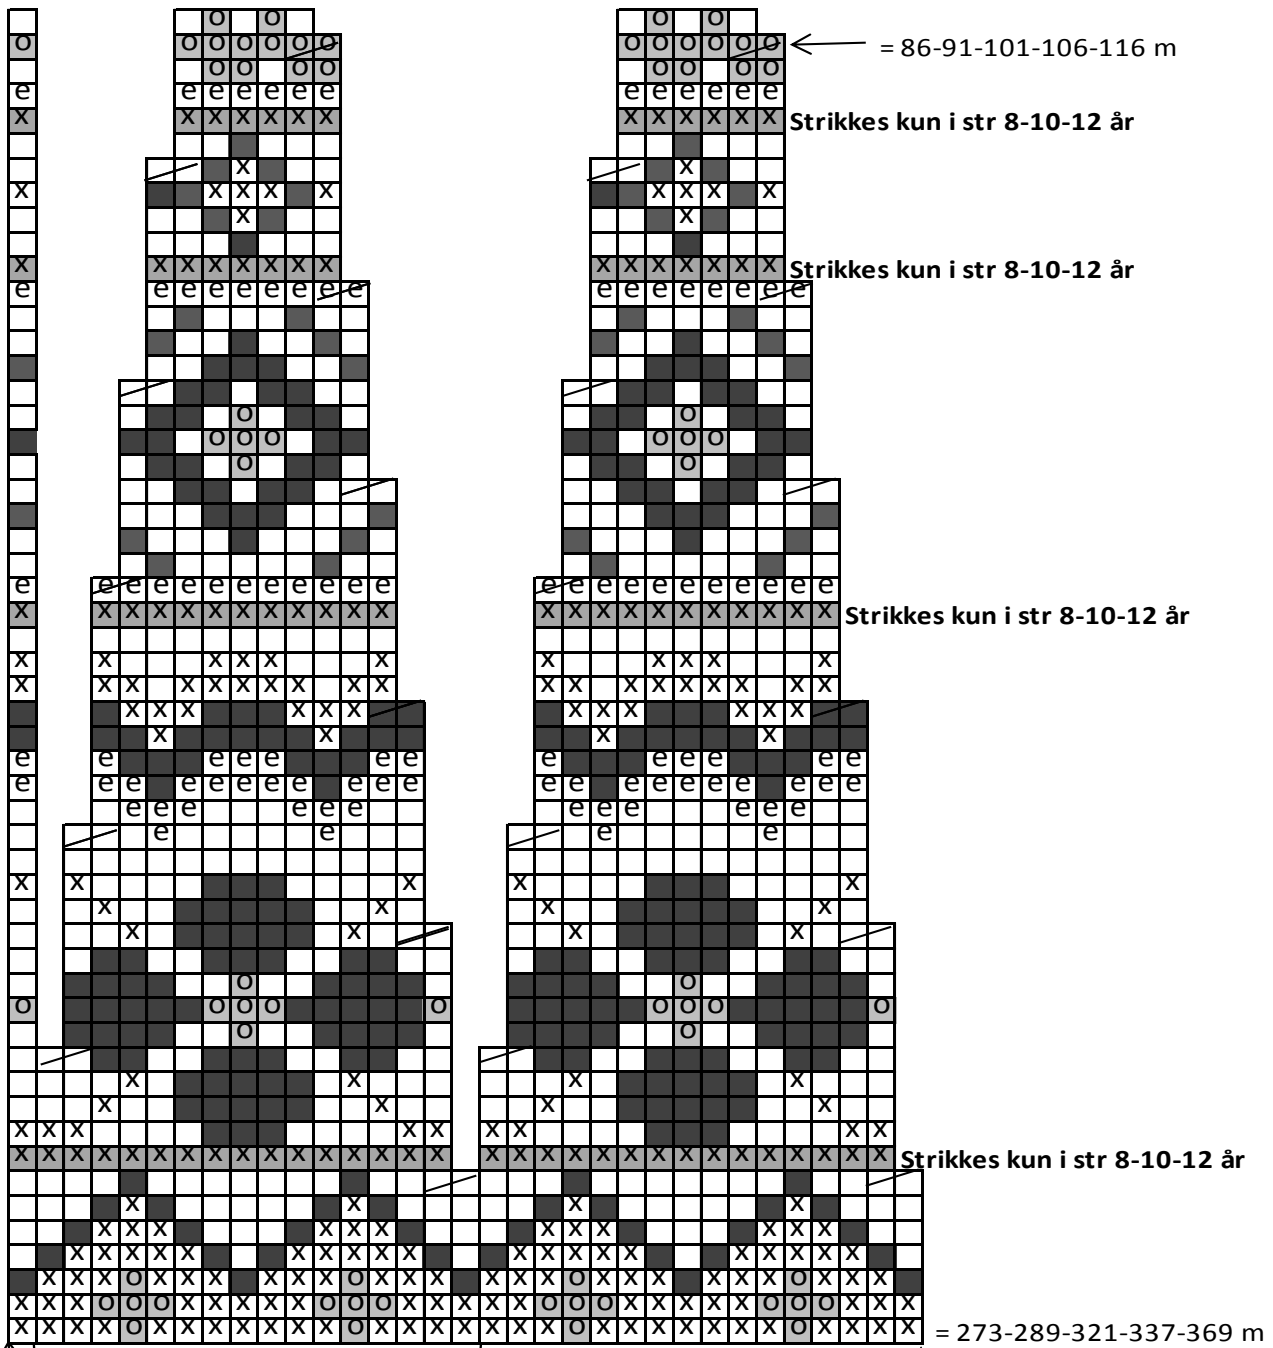 = 86-91-101-106-116 m
Strikkes kun i str 8-10-12 år
Strikkes kun i str 8-10-12 år
Strikkes kun i str 8-10-12 år
Strikkes kun i str 8-10-12 år
= 273-289-321-337-369 m